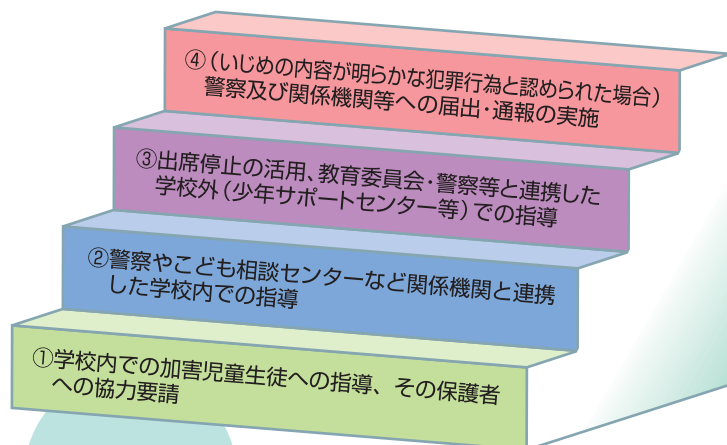 ④（いじめの内容が明らかな犯罪行為と認められた場合）
警察及び関係機関等への届出・通報の実施
③出席停止の活用、教育委員会・警察等と連携した
学校外（少年サポートセンター等）での指導
②警察やこども相談センターなど関係機関と連携
した学校内での指導
①学校内での加害児童生徒への指導、その保護者
への協力要請